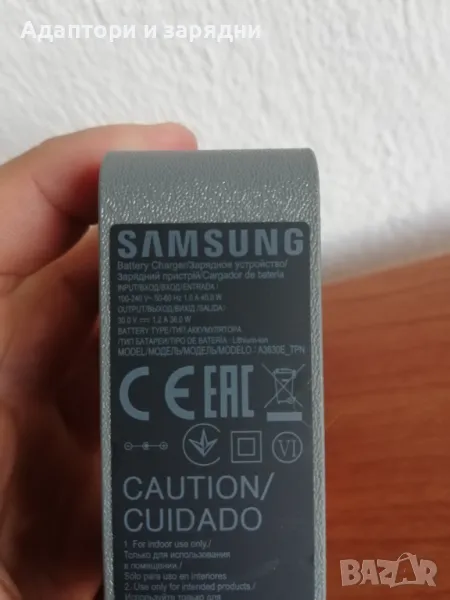 Адаптори и зарядни
SAMSUNG
Battery Charger/Зарядное устройство/
Зарядний пристрій/Cargador de batería
INPUT/ВХОД/ВХІД/ENTRADA :
100-240 V~ 50-60 Hz 1.0 A-40.0 W
OUTPUT/ВЫХОД/ВИХІД /SALIDA :
30.0 V⎓ 1.2 A 36.0 W
BATTERY TYPE/ТИП АККУМУЛЯТОРА
/ТИП БАТАРЕЇ/TIPO DE BATERÍA : Lithium-ion
MODEL/МОДЕЛЬ/МОДЕЛЬ/MODELO : A3630E_TPN
CE EAC
VI
CAUTION/
CUIDADO
1. For indoor use only./
Только для использования
в помещении./
Sólo para uso en interiores
2. Use only for intended products./
BAZAR